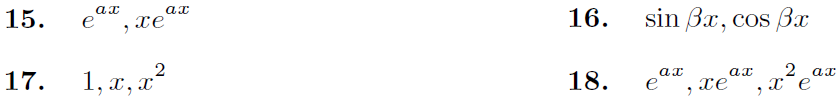 15. e^{ax}, xe^{ax} 16. sin βx, cos βx
17. 1, x, x^2 18. e^{ax}, xe^{ax}, x^2e^{ax}